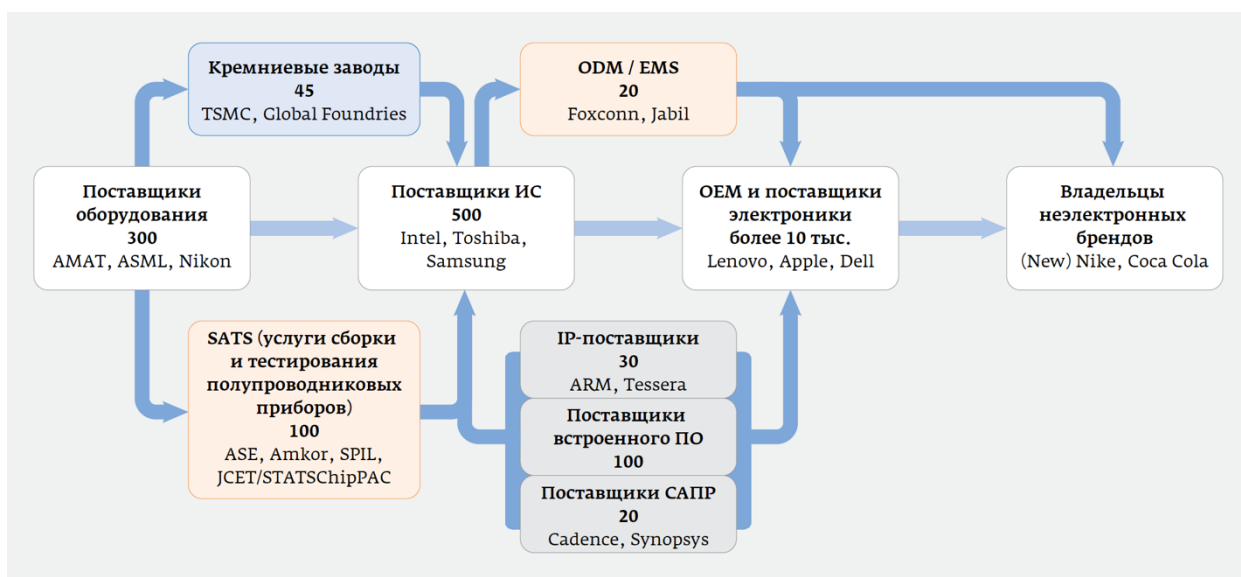 Кремниевые заводы
45
TSMC, Global Foundries
ODM / EMS
20
Foxconn, Jabil
Поставщики
оборудования
300
AMAT, ASML, Nikon
Поставщики ИС
500
Intel, Toshiba,
Samsung
OEM и поставщики
электроники
более 10 тыс.
Lenovo, Apple, Dell
Владельцы
неэлектронных
брендов
(New) Nike, Coca Cola
SATS (услуги сборки
и тестирования
полупроводниковых
приборов)
100
ASE, Amkor, SPIL,
JCET/STATSChipPAC
IP-поставщики
30
ARM, Tessera
Поставщики
встроенного ПО
100
Поставщики САПР
20
Cadence, Synopsys